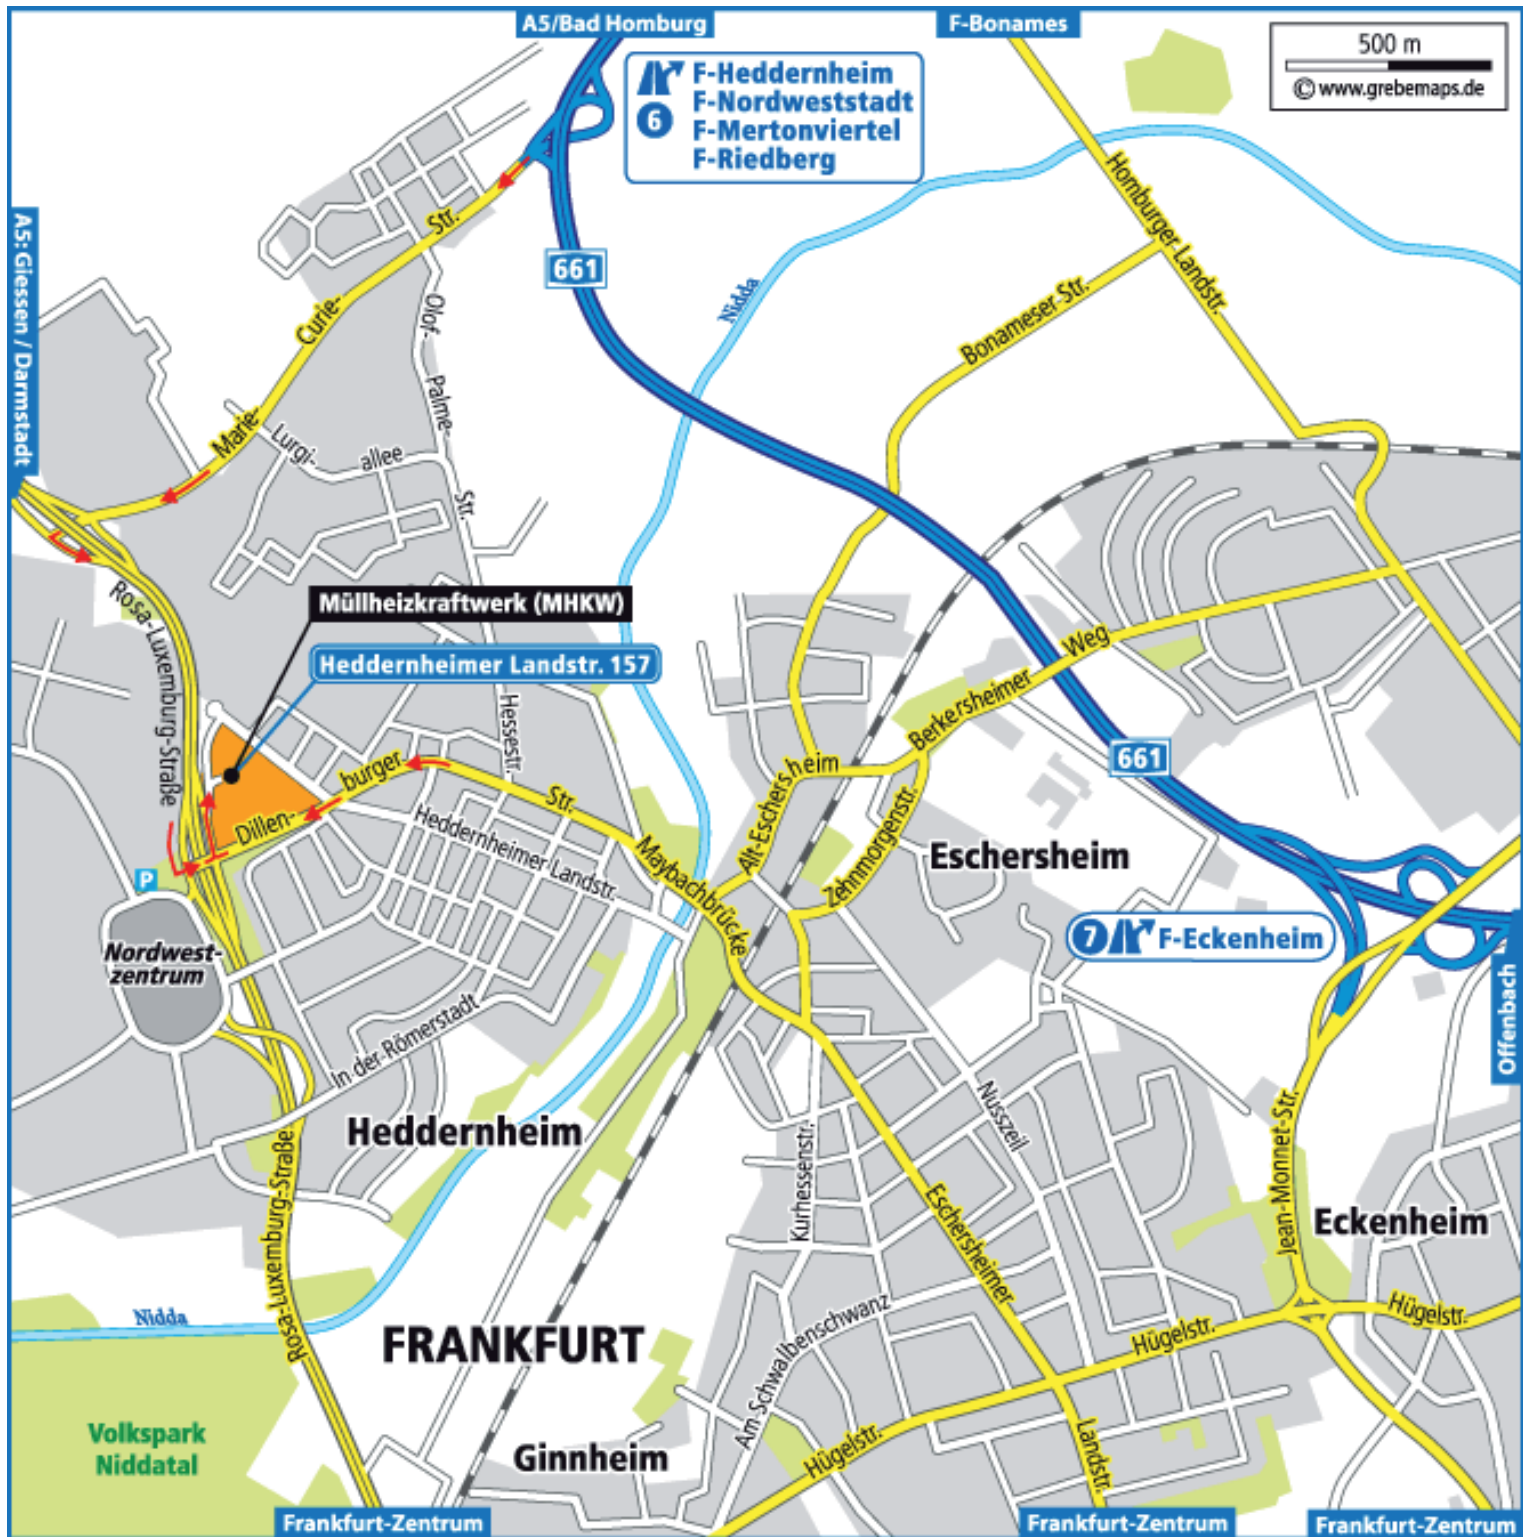 A5/Bad Homburg
F-Bonames
500 m
© www.grebemaps.de
F-Heddernheim
6
F-Nordweststadt
F-Mertonviertel
F-Riedberg
A5: Giessen / Darmstadt
Homburger Landstr.
Str.
661
Nidda
Curie-
Olof-
Bonameser-Str.
Palme-
Marie-
Lurgi-
allee
Str.
Rosa-Luxemburg-Straße
Müllheizkraftwerk (MHKW)
Heddernheimer Landstr. 157
Weg
Berkersheimer
Hessestr.
661
burger
Alt-Eschersheim
Str.
Dillen-
Zehnmorgenstr.
Heddernheimer Landstr.
Maybachbrücke
Eschersheim
P
Nordwest-
zentrum
7 F-Eckenheim
Offenbach
In der Römerstadt
Nusszeil
Heddernheim
Kurhessenstr.
Jean-Monnet-Str.
Rosa-Luxemburg-Straße
Eschersheimer
Eckenheim
Nidda
FRANKFURT
Am-Schwalbenschwanz
Hügelstr.
Hügelstr.
Volkspark
Niddatal
Ginnheim
Hügelstr.
Landstr.
Frankfurt-Zentrum
Frankfurt-Zentrum
Frankfurt-Zentrum